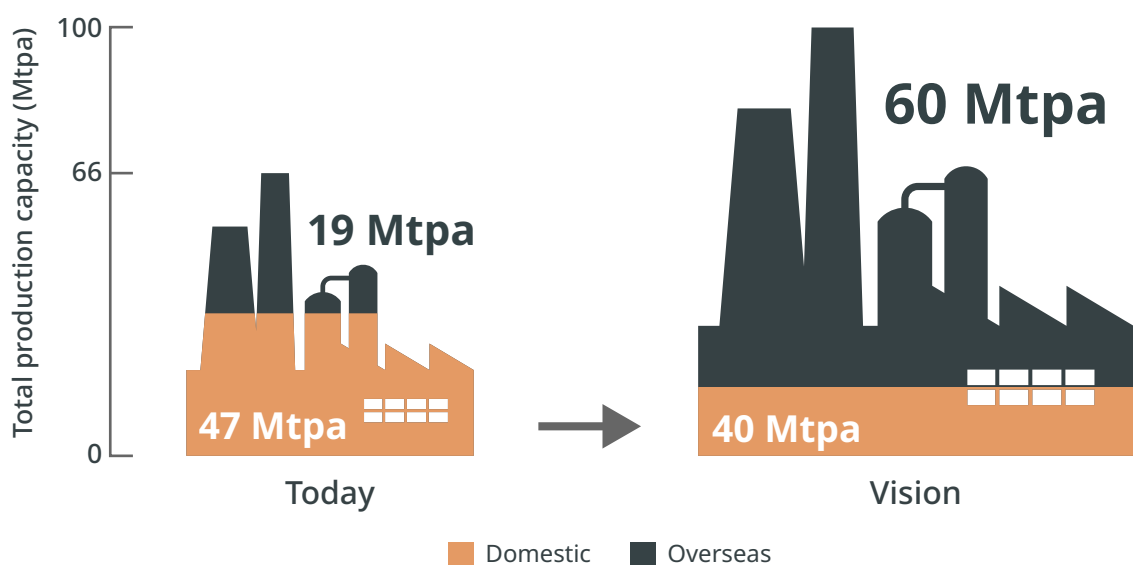 Total production capacity (Mtpa)
100
66
0
19 Mtpa
47 Mtpa
Today
60 Mtpa
40 Mtpa
Vision
Domestic
Overseas